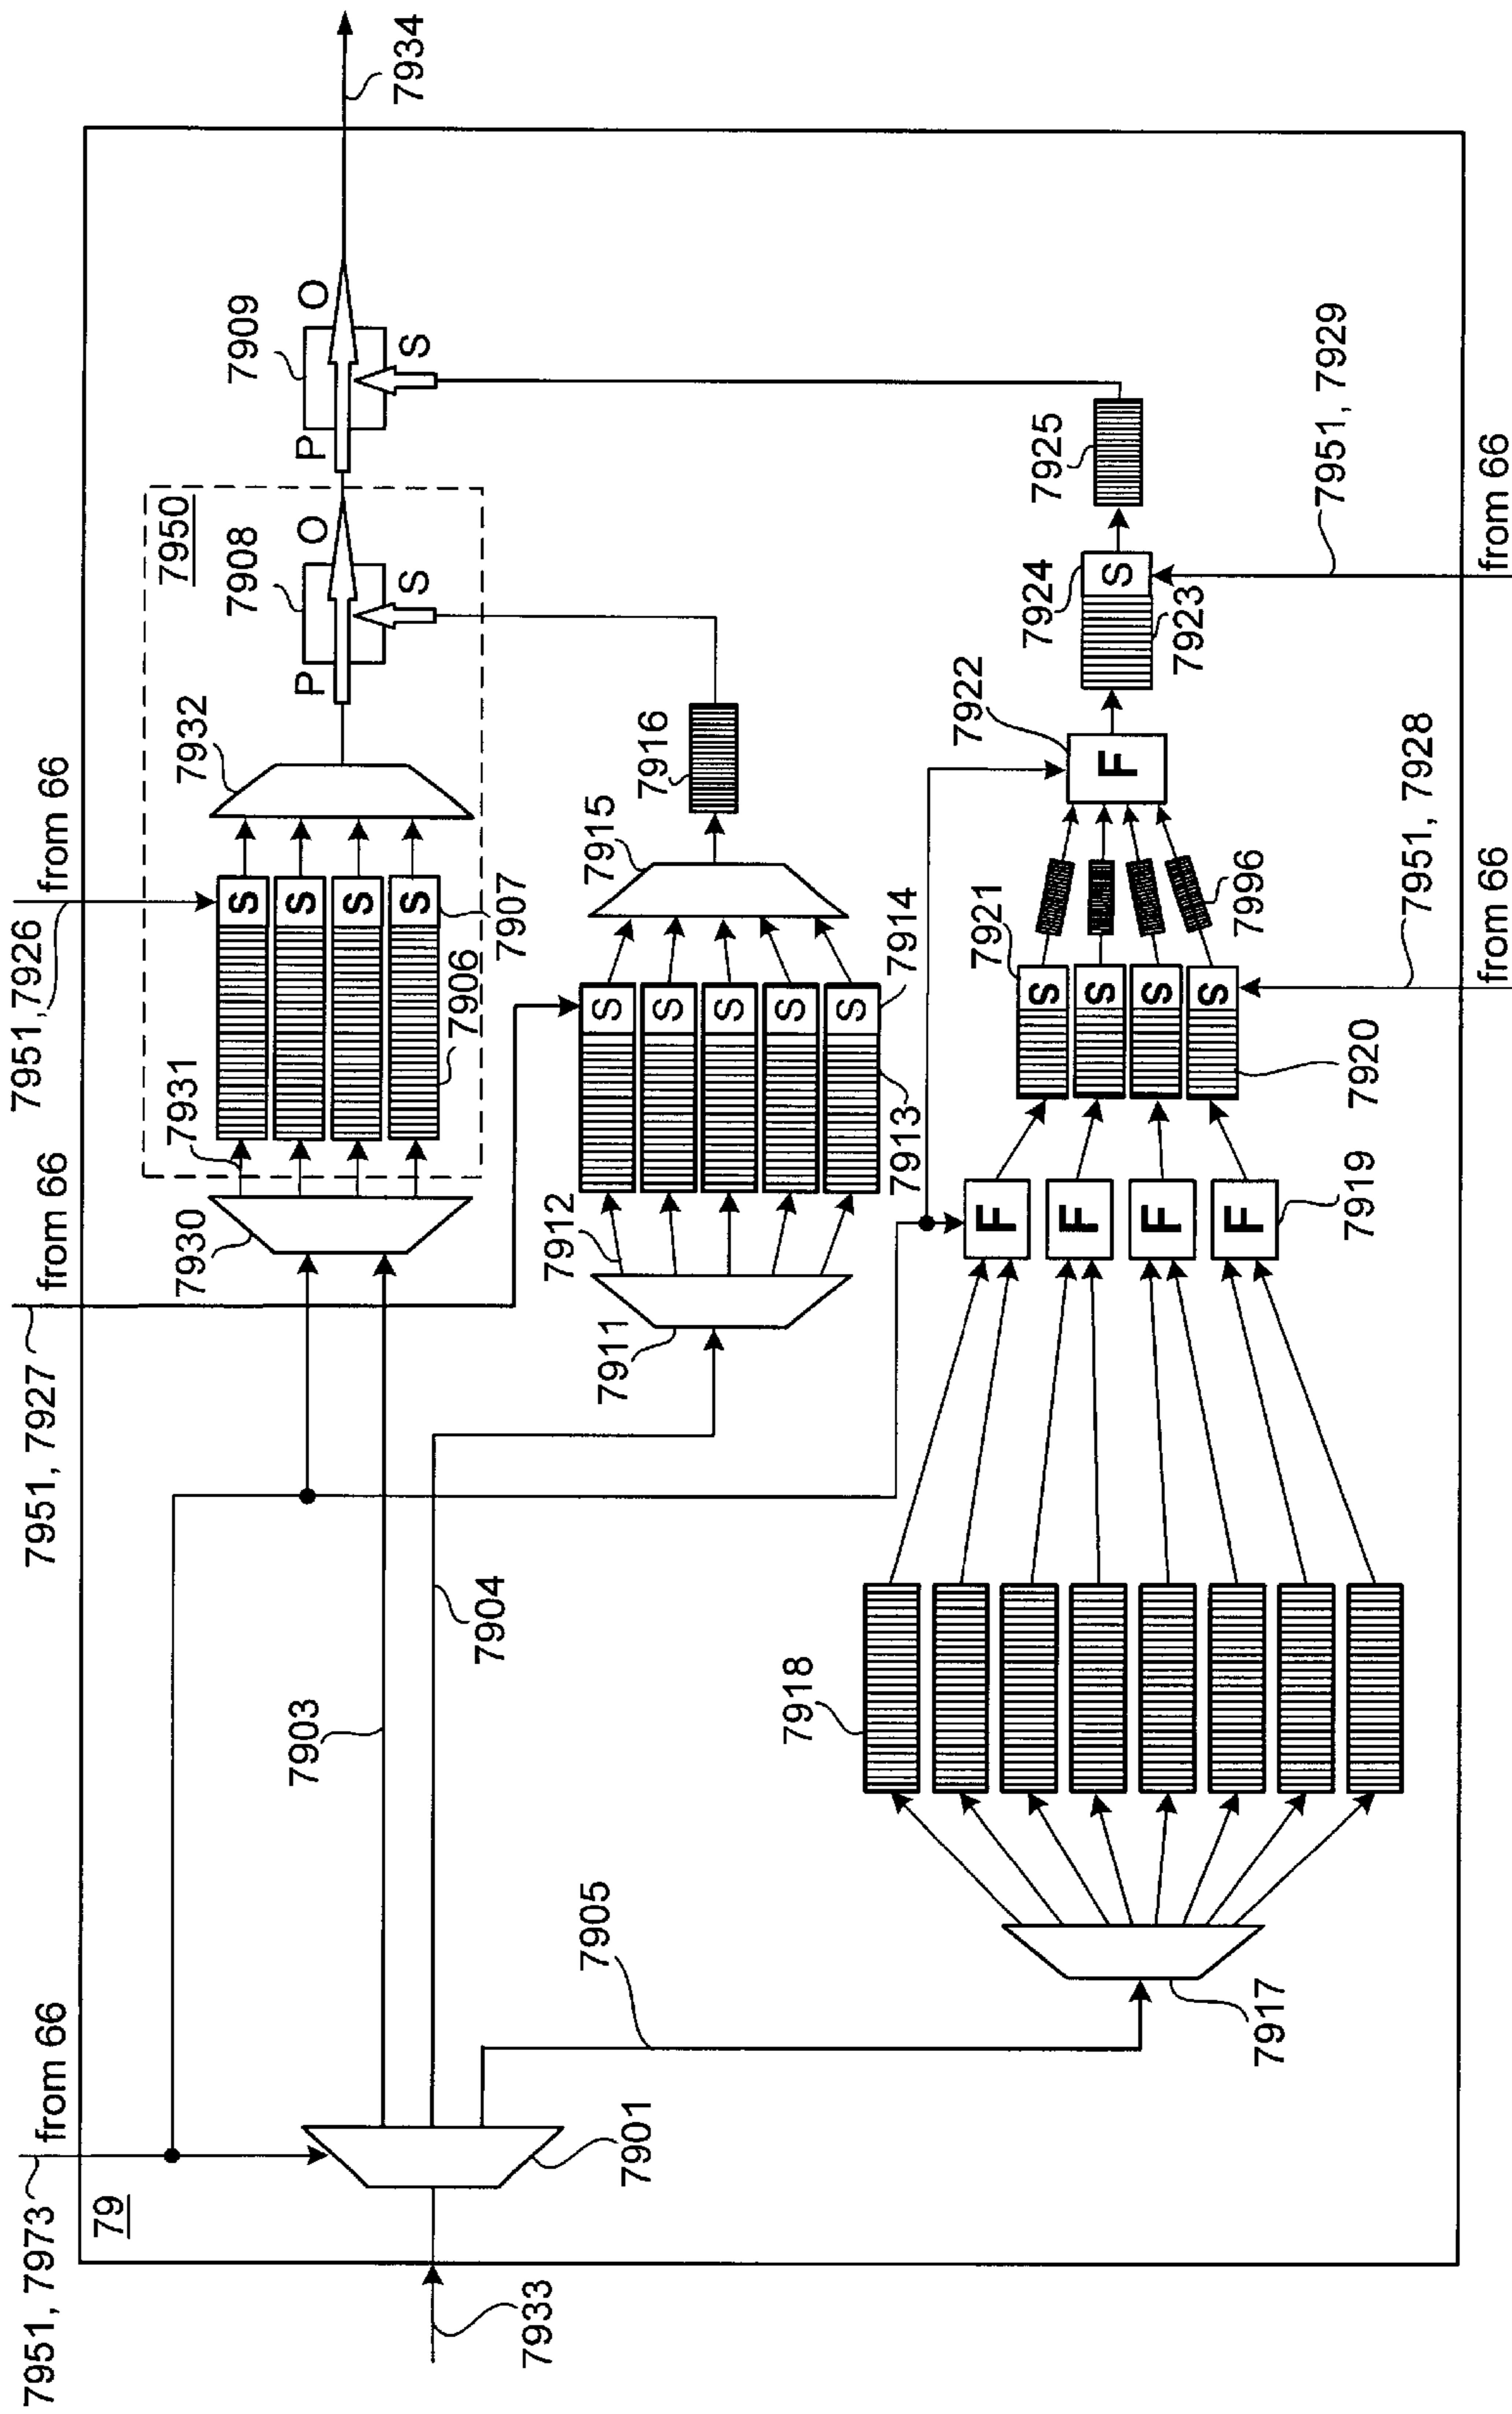 7951, 7973 from 66
7951, 7927 from 66
7951,7926 from 66
79
7933
7901
7903
7904
7905
7930
7931
7906
7907
S
S
S
S
7932
7950
7908
P
O
S
7909
P
O
S
7934
7911
7912
7913
7914
S
S
S
S
S
7915
7916
7917
7918
F
F
F
F
7919
7920
S
S
S
S
7921
7996
F
7922
7923
S
7924
7925
7951, 7928
from 66
7951, 7929
from 66